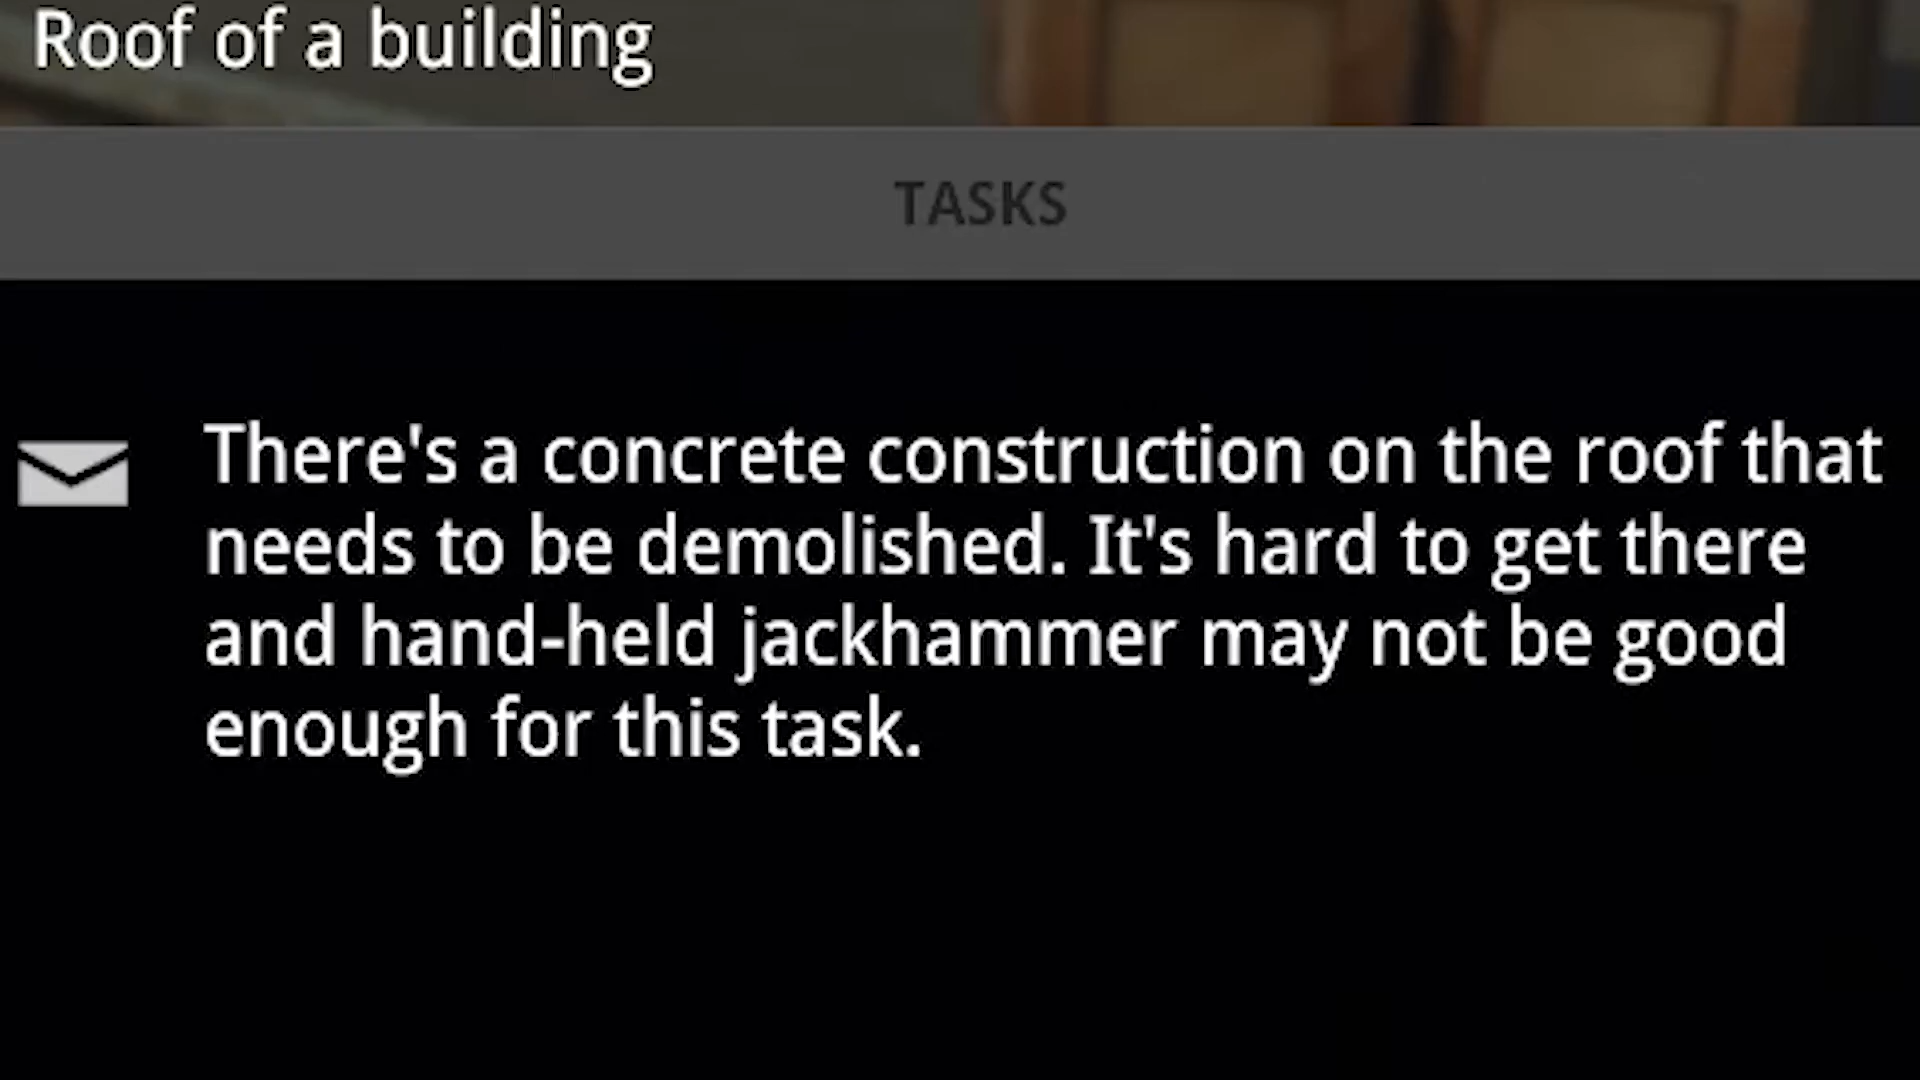 Roof of a building
TASKS
There's a concrete construction on the roof that
needs to be demolished. It's hard to get there
and hand-held jackhammer may not be good
enough for this task.